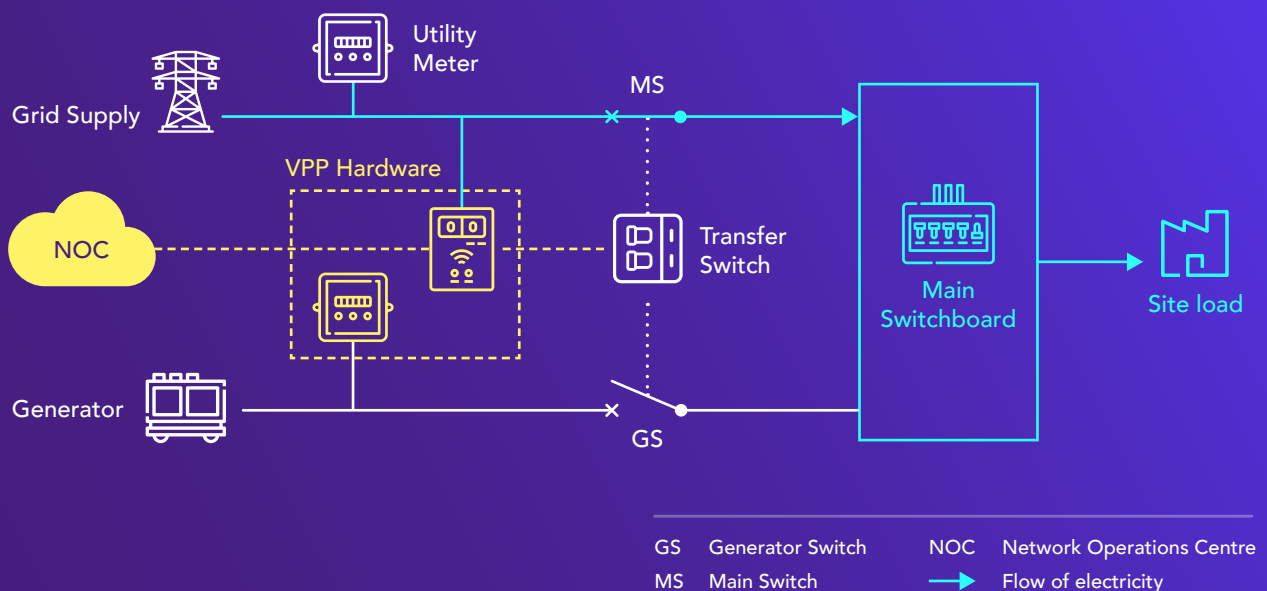 Utility
Meter
MS
Grid Supply
VPP Hardware
NOC
Transfer
Switch
Main
Switchboard
Site load
Generator
GS
GS Generator Switch NOC Network Operations Centre
MS Main Switch Flow of electricity